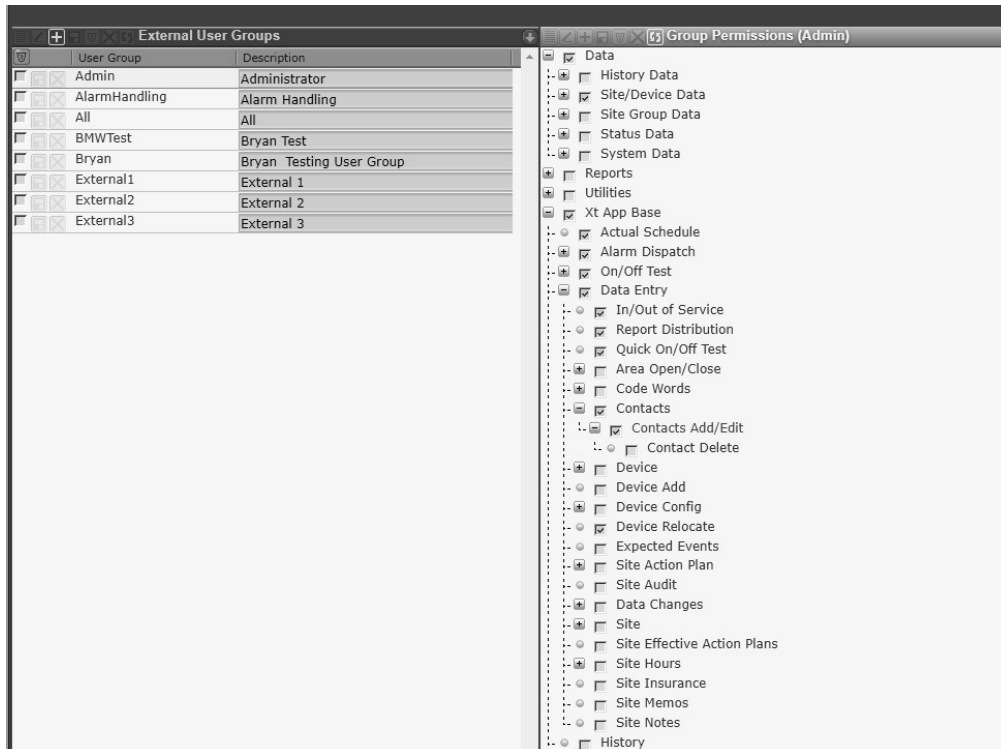 External User Groups
User Group Description
Admin Administrator
AlarmHandling Alarm Handling
All All
BMWTest Bryan Test
Bryan Bryan  Testing User Group
External1 External 1
External2 External 2
External3 External 3
Group Permissions (Admin)
Data
History Data
Site/Device Data
Site Group Data
Status Data
System Data
Reports
Utilities
Xt App Base
Actual Schedule
Alarm Dispatch
On/Off Test
Data Entry
In/Out of Service
Report Distribution
Quick On/Off Test
Area Open/Close
Code Words
Contacts
Contacts Add/Edit
Contact Delete
Device
Device Add
Device Config
Device Relocate
Expected Events
Site Action Plan
Site Audit
Data Changes
Site
Site Effective Action Plans
Site Hours
Site Insurance
Site Memos
Site Notes
History